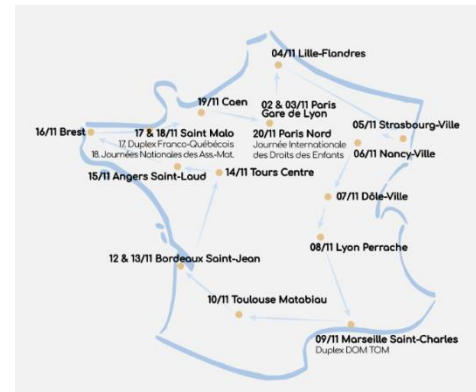 04/11 Lille-Flandres
19/11 Caen
02 & 03/11 Paris
Gare de Lyon
16/11 Brest
17 & 18/11 Saint Malo
17. Duplex Franco-Québécois
18. Journées Nationales des Ass-Mat.
20/11 Paris Nord
Journée Internationale
des Droits des Enfants
05/11 Strasbourg-Ville
06/11 Nancy-Ville
15/11 Angers Saint-Laud
14/11 Tours Centre
07/11 Dôle-Ville
08/11 Lyon Perrache
12 & 13/11 Bordeaux Saint-Jean
10/11 Toulouse Matabiau
09/11 Marseille Saint-Charles
Duplex DOM TOM